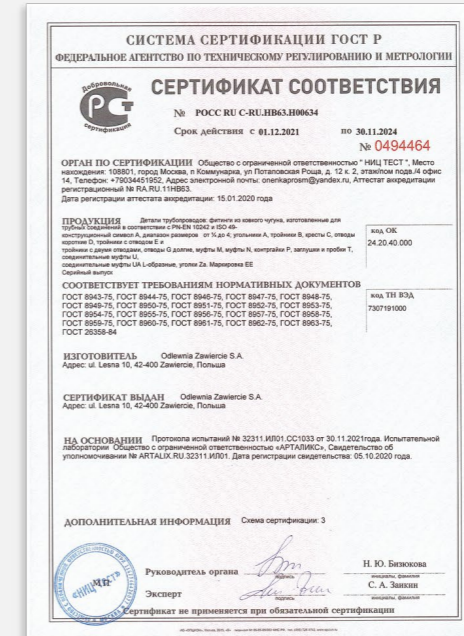 СИСТЕМА СЕРТИФИКАЦИИ ГОСТ Р
ФЕДЕРАЛЬНОЕ АГЕНТСТВО ПО ТЕХНИЧЕСКОМУ РЕГУЛИРОВАНИЮ И МЕТРОЛОГИИ
Добровольная
сертификация
СЕРТИФИКАТ СООТВЕТСТВИЯ
№ РОСС RU C-RU.HB63.H00634
Срок действия с 01.12.2021 по 30.11.2024
№ 0494464
ОРГАН ПО СЕРТИФИКАЦИИ Общество с ограниченной ответственностью " НИЦ ТЕСТ ", Место
нахождения: 108801, город Москва, п Коммунарка, ул Потаповская Роща, д. 12 к. 2, этаж/пом подв./4 офис
14, Телефон: +79034451952, Адрес электронной почты: onenkaprosm@yandex.ru, Аттестат аккредитации
регистрационный № RA.RU.11HB63.
Дата регистрации аттестата аккредитации: 15.01.2020 года
ПРОДУКЦИЯ Детали трубопроводов: фитинги из ковкого чугуна, изготовленные для
трубных соединений в соответствии с PN-EN 10242 и ISO 49-
конструкционный символ А, диапазон размеров от ¼ до 4; угольники А, тройники В, кресты С, отводы
короткие D, тройники с отводом Е и
тройники с двумя отводами, отводы G долгие, муфты М, муфты N, контргайки Р, заглушки и пробки Т,
соединительные муфты U,
соединительные муфты UA L-образные, уголки Za. Маркировка ЕЕ
Серийный выпуск
код ОК
24.20.40.000
СООТВЕТСТВУЕТ ТРЕБОВАНИЯМ НОРМАТИВНЫХ ДОКУМЕНТОВ
ГОСТ 8943-75, ГОСТ 8944-75, ГОСТ 8946-75, ГОСТ 8947-75, ГОСТ 8948-75,
ГОСТ 8949-75, ГОСТ 8950-75, ГОСТ 8951-75, ГОСТ 8952-75, ГОСТ 8953-75,
ГОСТ 8954-75, ГОСТ 8955-75, ГОСТ 8956-75, ГОСТ 8957-75, ГОСТ 8958-75,
ГОСТ 8959-75, ГОСТ 8960-75, ГОСТ 8961-75, ГОСТ 8962-75, ГОСТ 8963-75,
ГОСТ 26358-84
код ТН ВЭД
7307191000
ИЗГОТОВИТЕЛЬ Odlewnia Zawiercie S.A.
Адрес: ul. Lesna 10, 42-400 Zawiercie, Польша
СЕРТИФИКАТ ВЫДАН Odlewnia Zawiercie S.A.
Адрес: ul. Lesna 10, 42-400 Zawiercie, Польша
НА ОСНОВАНИИ Протокола испытаний № 32311.ИЛ01.СС1033 от 30.11.2021года. Испытательной
лаборатории Общество с ограниченной ответственностью «АРТАЛИКС», Свидетельство об
уполномочивании № ARTALIX.RU.32311.ИЛ01. Дата регистрации свидетельства: 05.10.2020 года.
ДОПОЛНИТЕЛЬНАЯ ИНФОРМАЦИЯ Схема сертификации: 3
М.П.
"НИЦ ТЕСТ"
Руководитель органа
подпись
Н. Ю. Бизюкова
инициалы, фамилия
Эксперт
подпись
С. А. Заикин
инициалы, фамилия
Сертификат не применяется при обязательной сертификации